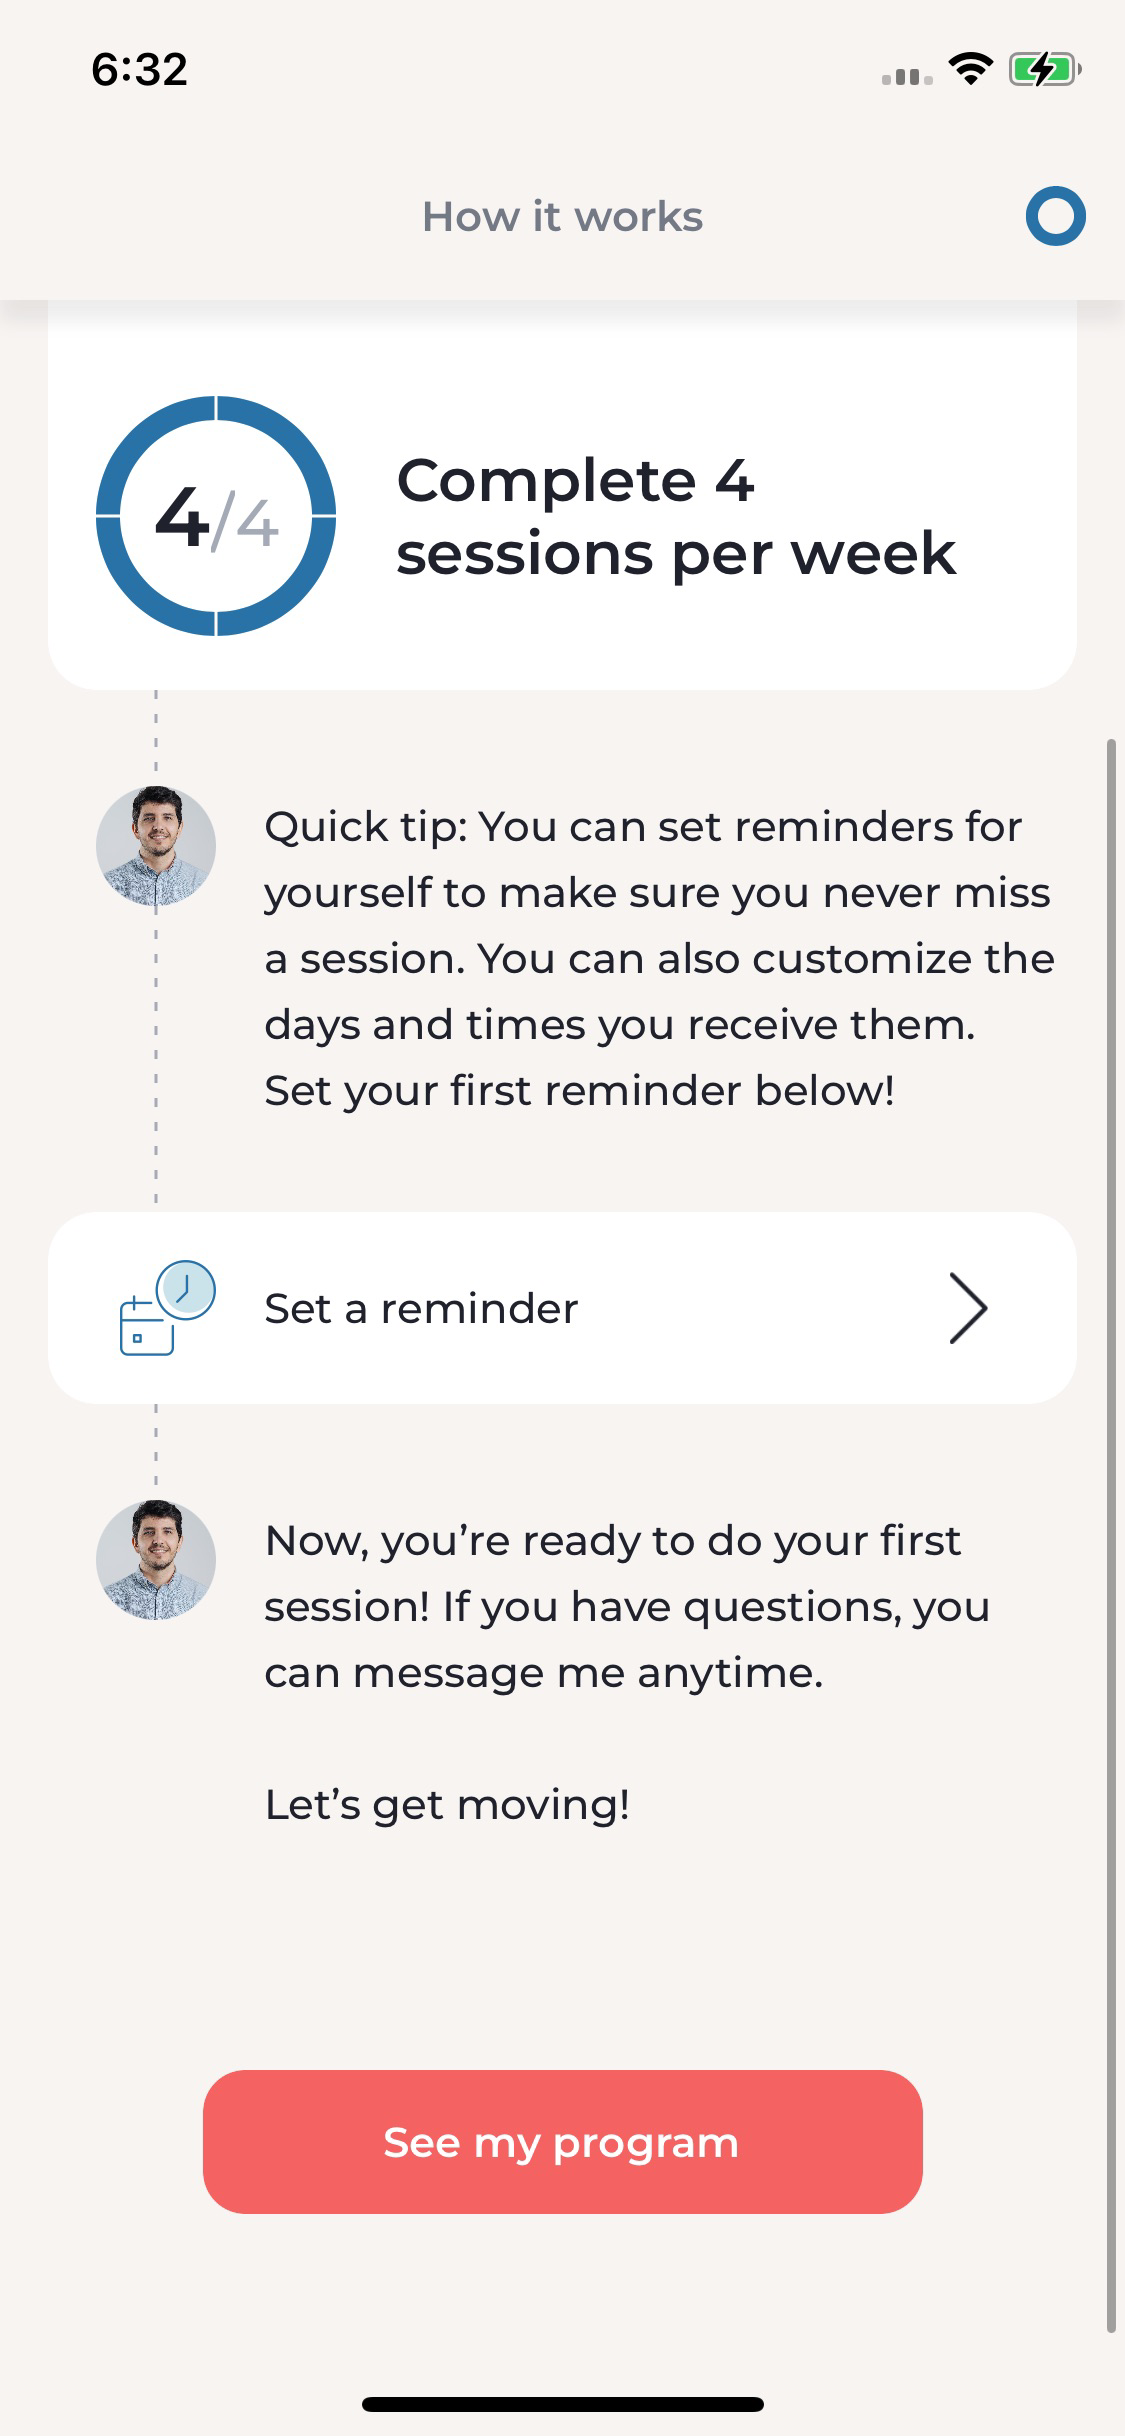 6:32
How it works
4/4
Complete 4
sessions per week
Quick tip: You can set reminders for
yourself to make sure you never miss
a session. You can also customize the
days and times you receive them.
Set your first reminder below!
Set a reminder
Now, you’re ready to do your first
session! If you have questions, you
can message me anytime.
Let’s get moving!
See my program